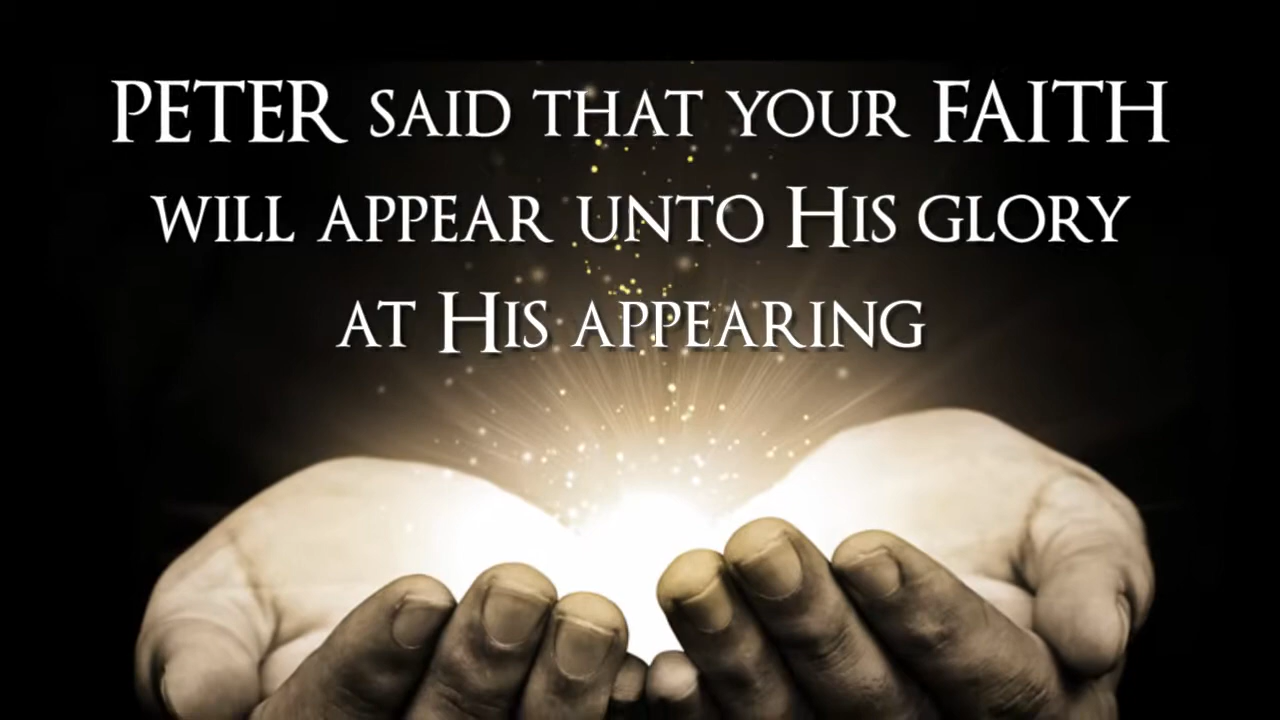 PETER SAID THAT YOUR FAITH
WILL APPEAR UNTO HIS GLORY
AT HIS APPEARING